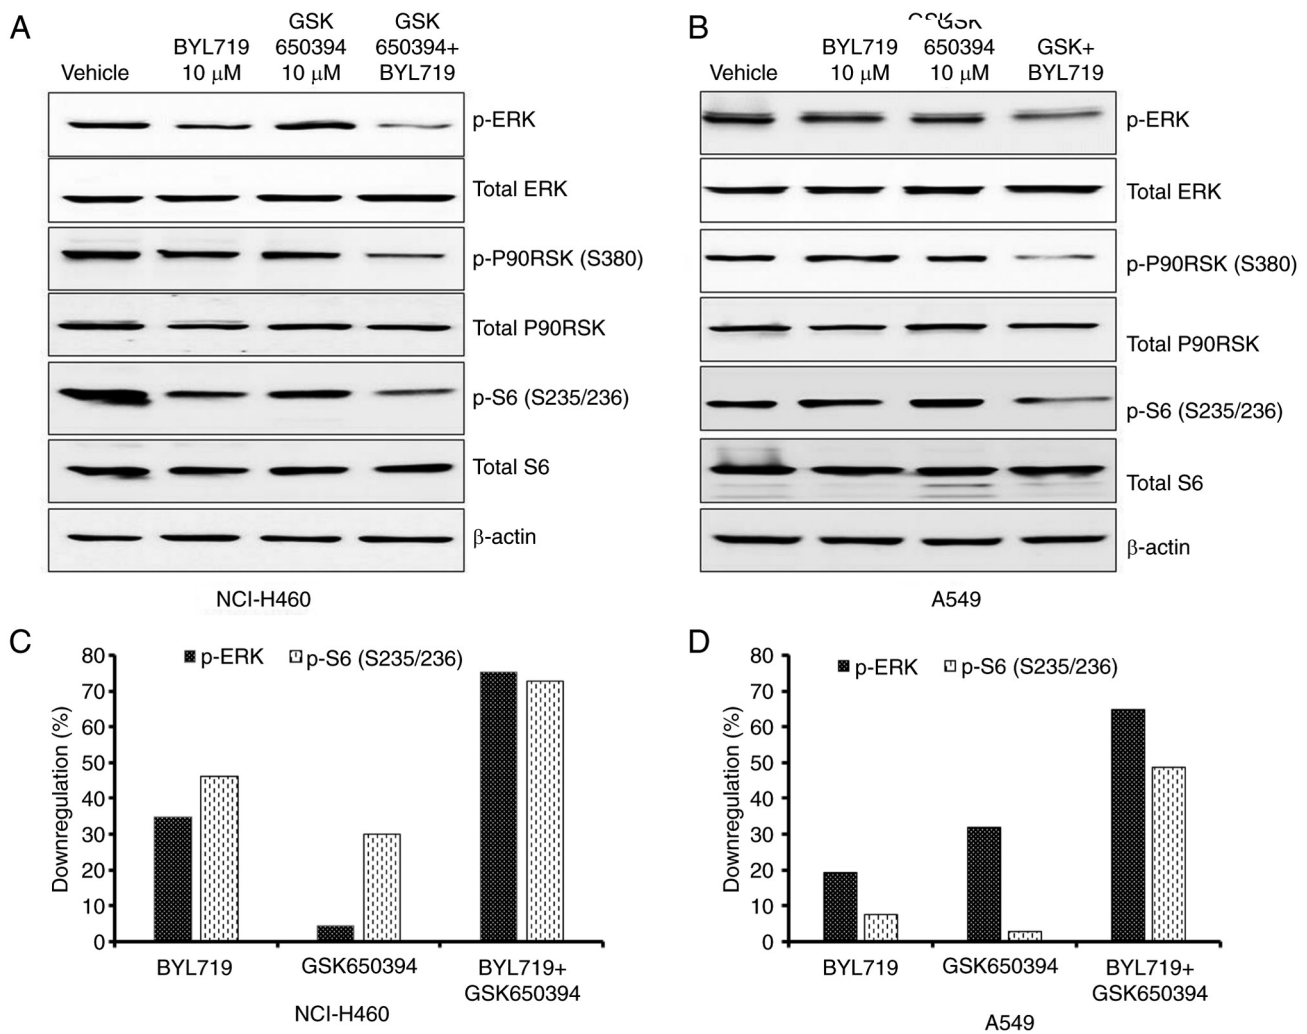 A
Vehicle
BYL719
10 μM
GSK
650394
10 μM
GSK
650394+
BYL719
p-ERK
Total ERK
p-P90RSK (S380)
Total P90RSK
p-S6 (S235/236)
Total S6
β-actin
NCI-H460
B
Vehicle
BYL719
10 μM
GSK
650394
10 μM
GSK+
BYL719
p-ERK
Total ERK
p-P90RSK (S380)
Total P90RSK
p-S6 (S235/236)
Total S6
β-actin
A549
C
p-ERK
p-S6 (S235/236)
Downregulation (%)
80
70
60
50
40
30
20
10
0
BYL719
GSK650394
BYL719+
GSK650394
NCI-H460
D
p-ERK
p-S6 (S235/236)
Downregulation (%)
80
70
60
50
40
30
20
10
0
BYL719
GSK650394
BYL719+
GSK650394
A549